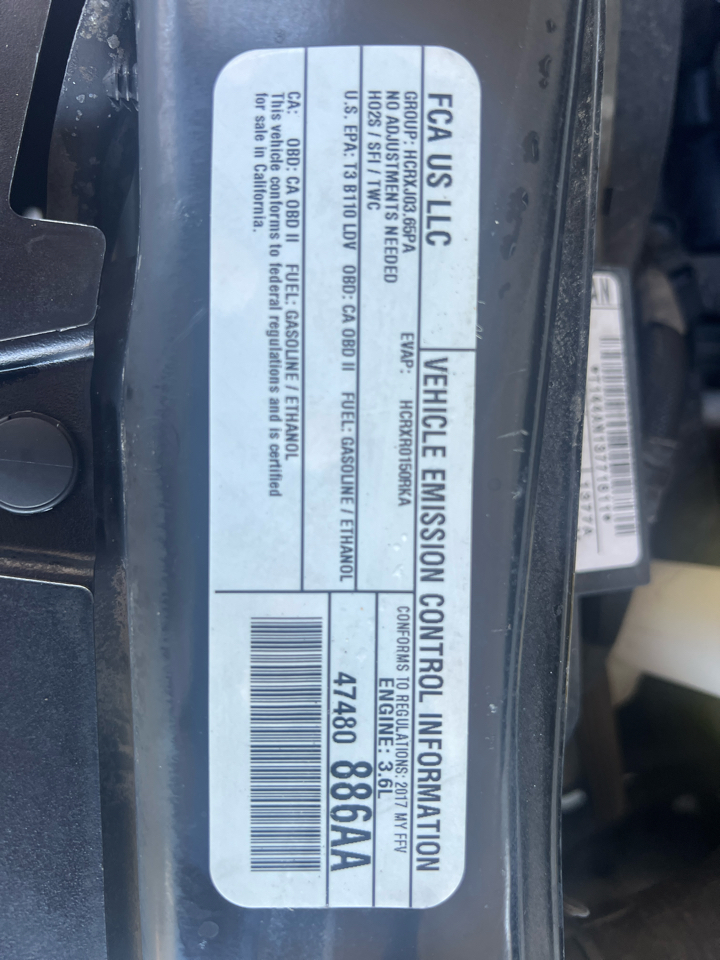 FCA US LLC
VEHICLE EMISSION CONTROL INFORMATION
GROUP: HCRXJ03.65PA EVAP: HCRXR0150RKA
NO ADJUSTMENTS NEEDED
HO2S / SFI / TWC
CONFORMS TO REGULATIONS: 2017 MY FFV
ENGINE: 3.6L
U.S. EPA: T3 B110 LDV OBD: CA OBD II FUEL: GASOLINE / ETHANOL
47480 886AA
CA: OBD: CA OBD II FUEL: GASOLINE / ETHANOL
This vehicle conforms to federal regulations and is certified
for sale in California.